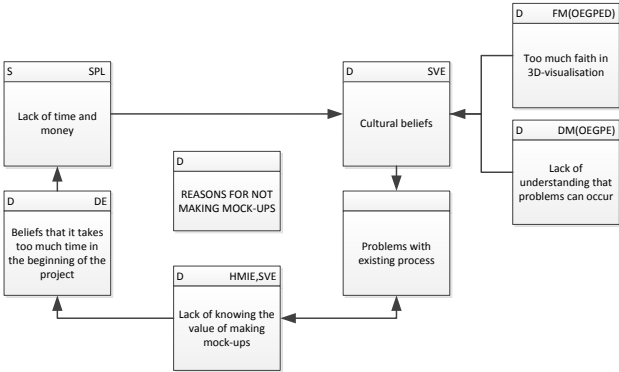 D FM(OEGPED)
Too much faith in
3D-visualisation
S SPL
Lack of time and
money
D SVE
Cultural beliefs
D DM(OEGPE)
Lack of
understanding that
problems can occur
D
REASONS FOR NOT
MAKING MOCK-UPS
D DE
Beliefs that it takes
too much time in
the beginning of the
project
Problems with
existing process
D HMIE,SVE
Lack of knowing the
value of making
mock-ups